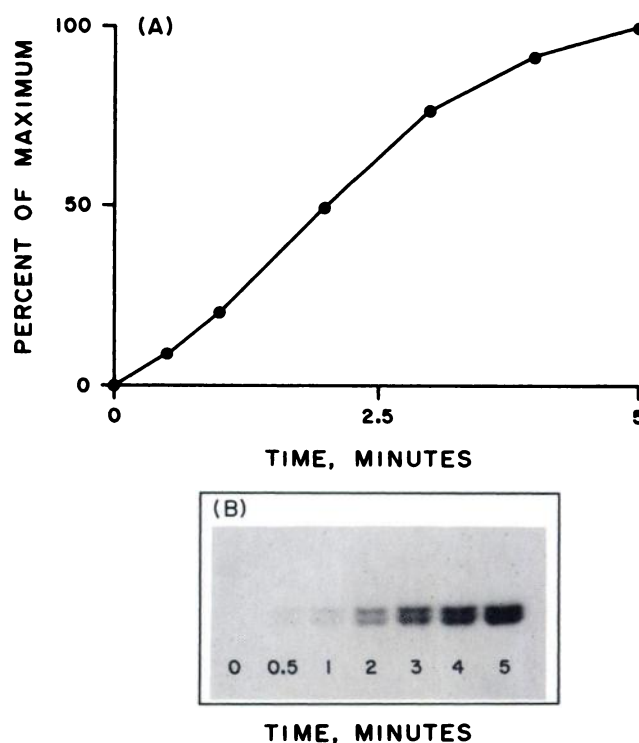 (A)
PERCENT OF MAXIMUM
100
50
0
0 2.5 5
TIME, MINUTES
(B)
0 0.5 1 2 3 4 5
TIME, MINUTES